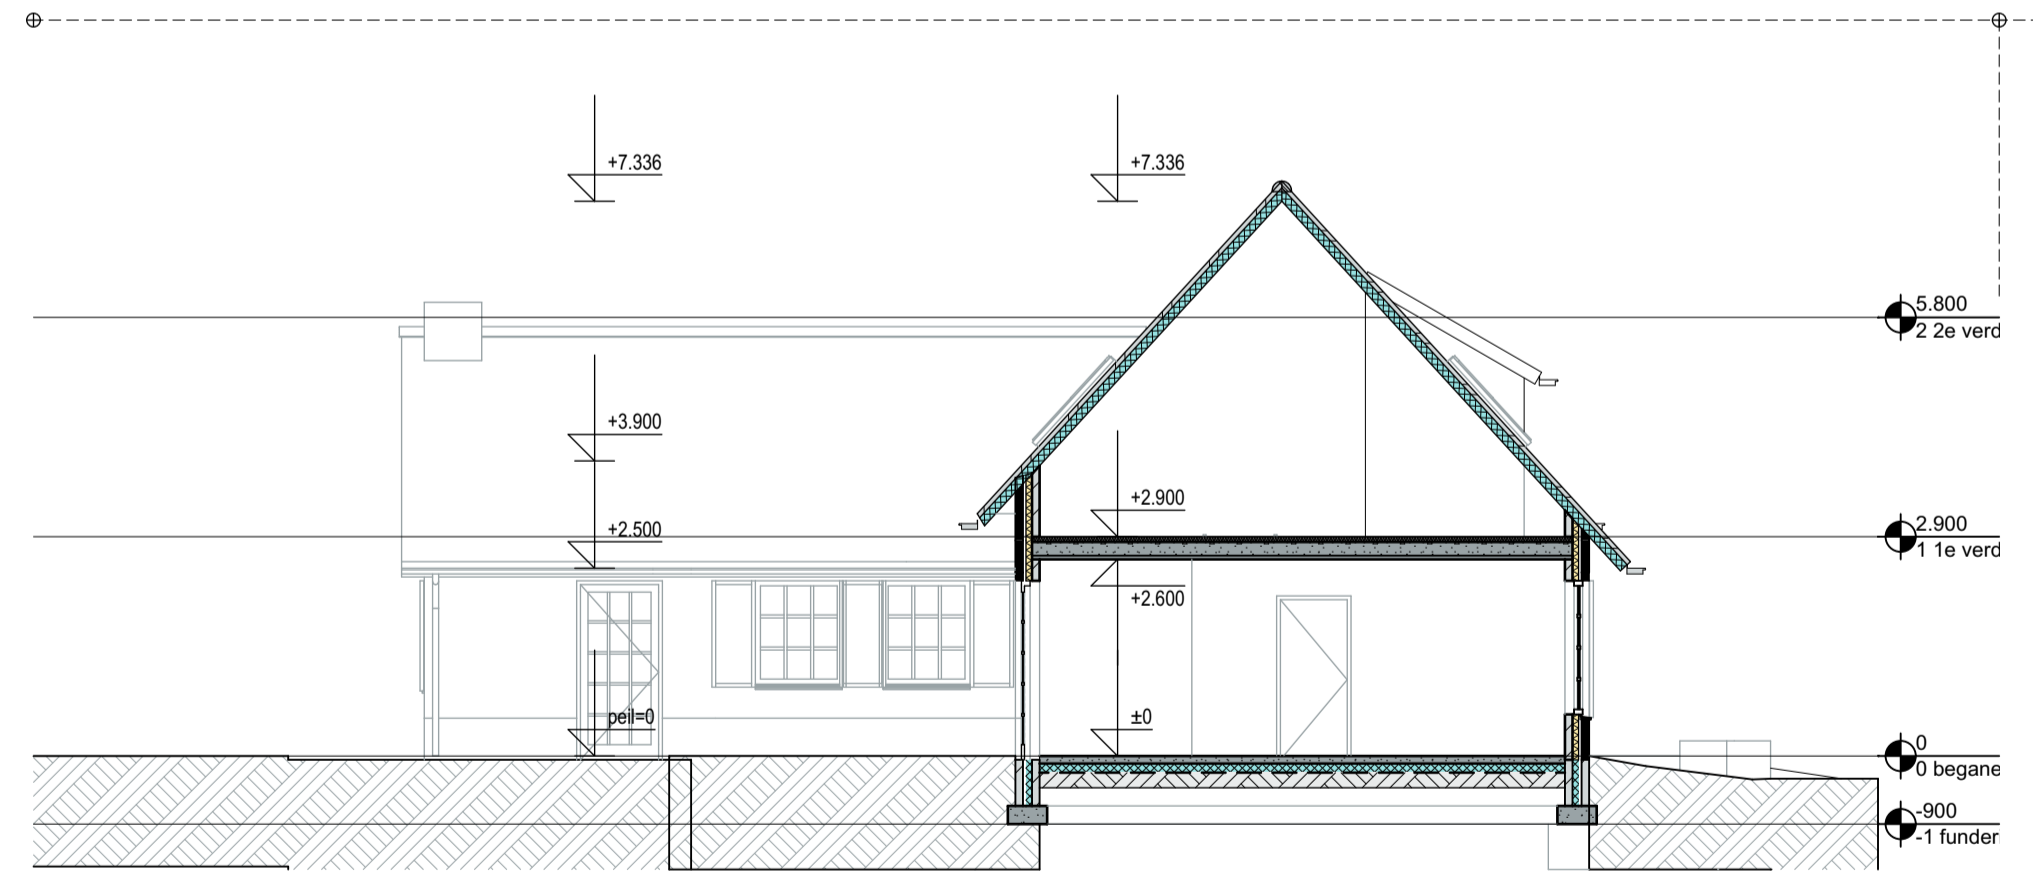 +7.336
+7.336
5.800
2 2e verd
+3.900
+2.900
+2.500
2.900
1 1e verd
+2.600
peil=0
±0
0
0 begane
-900
-1 funder